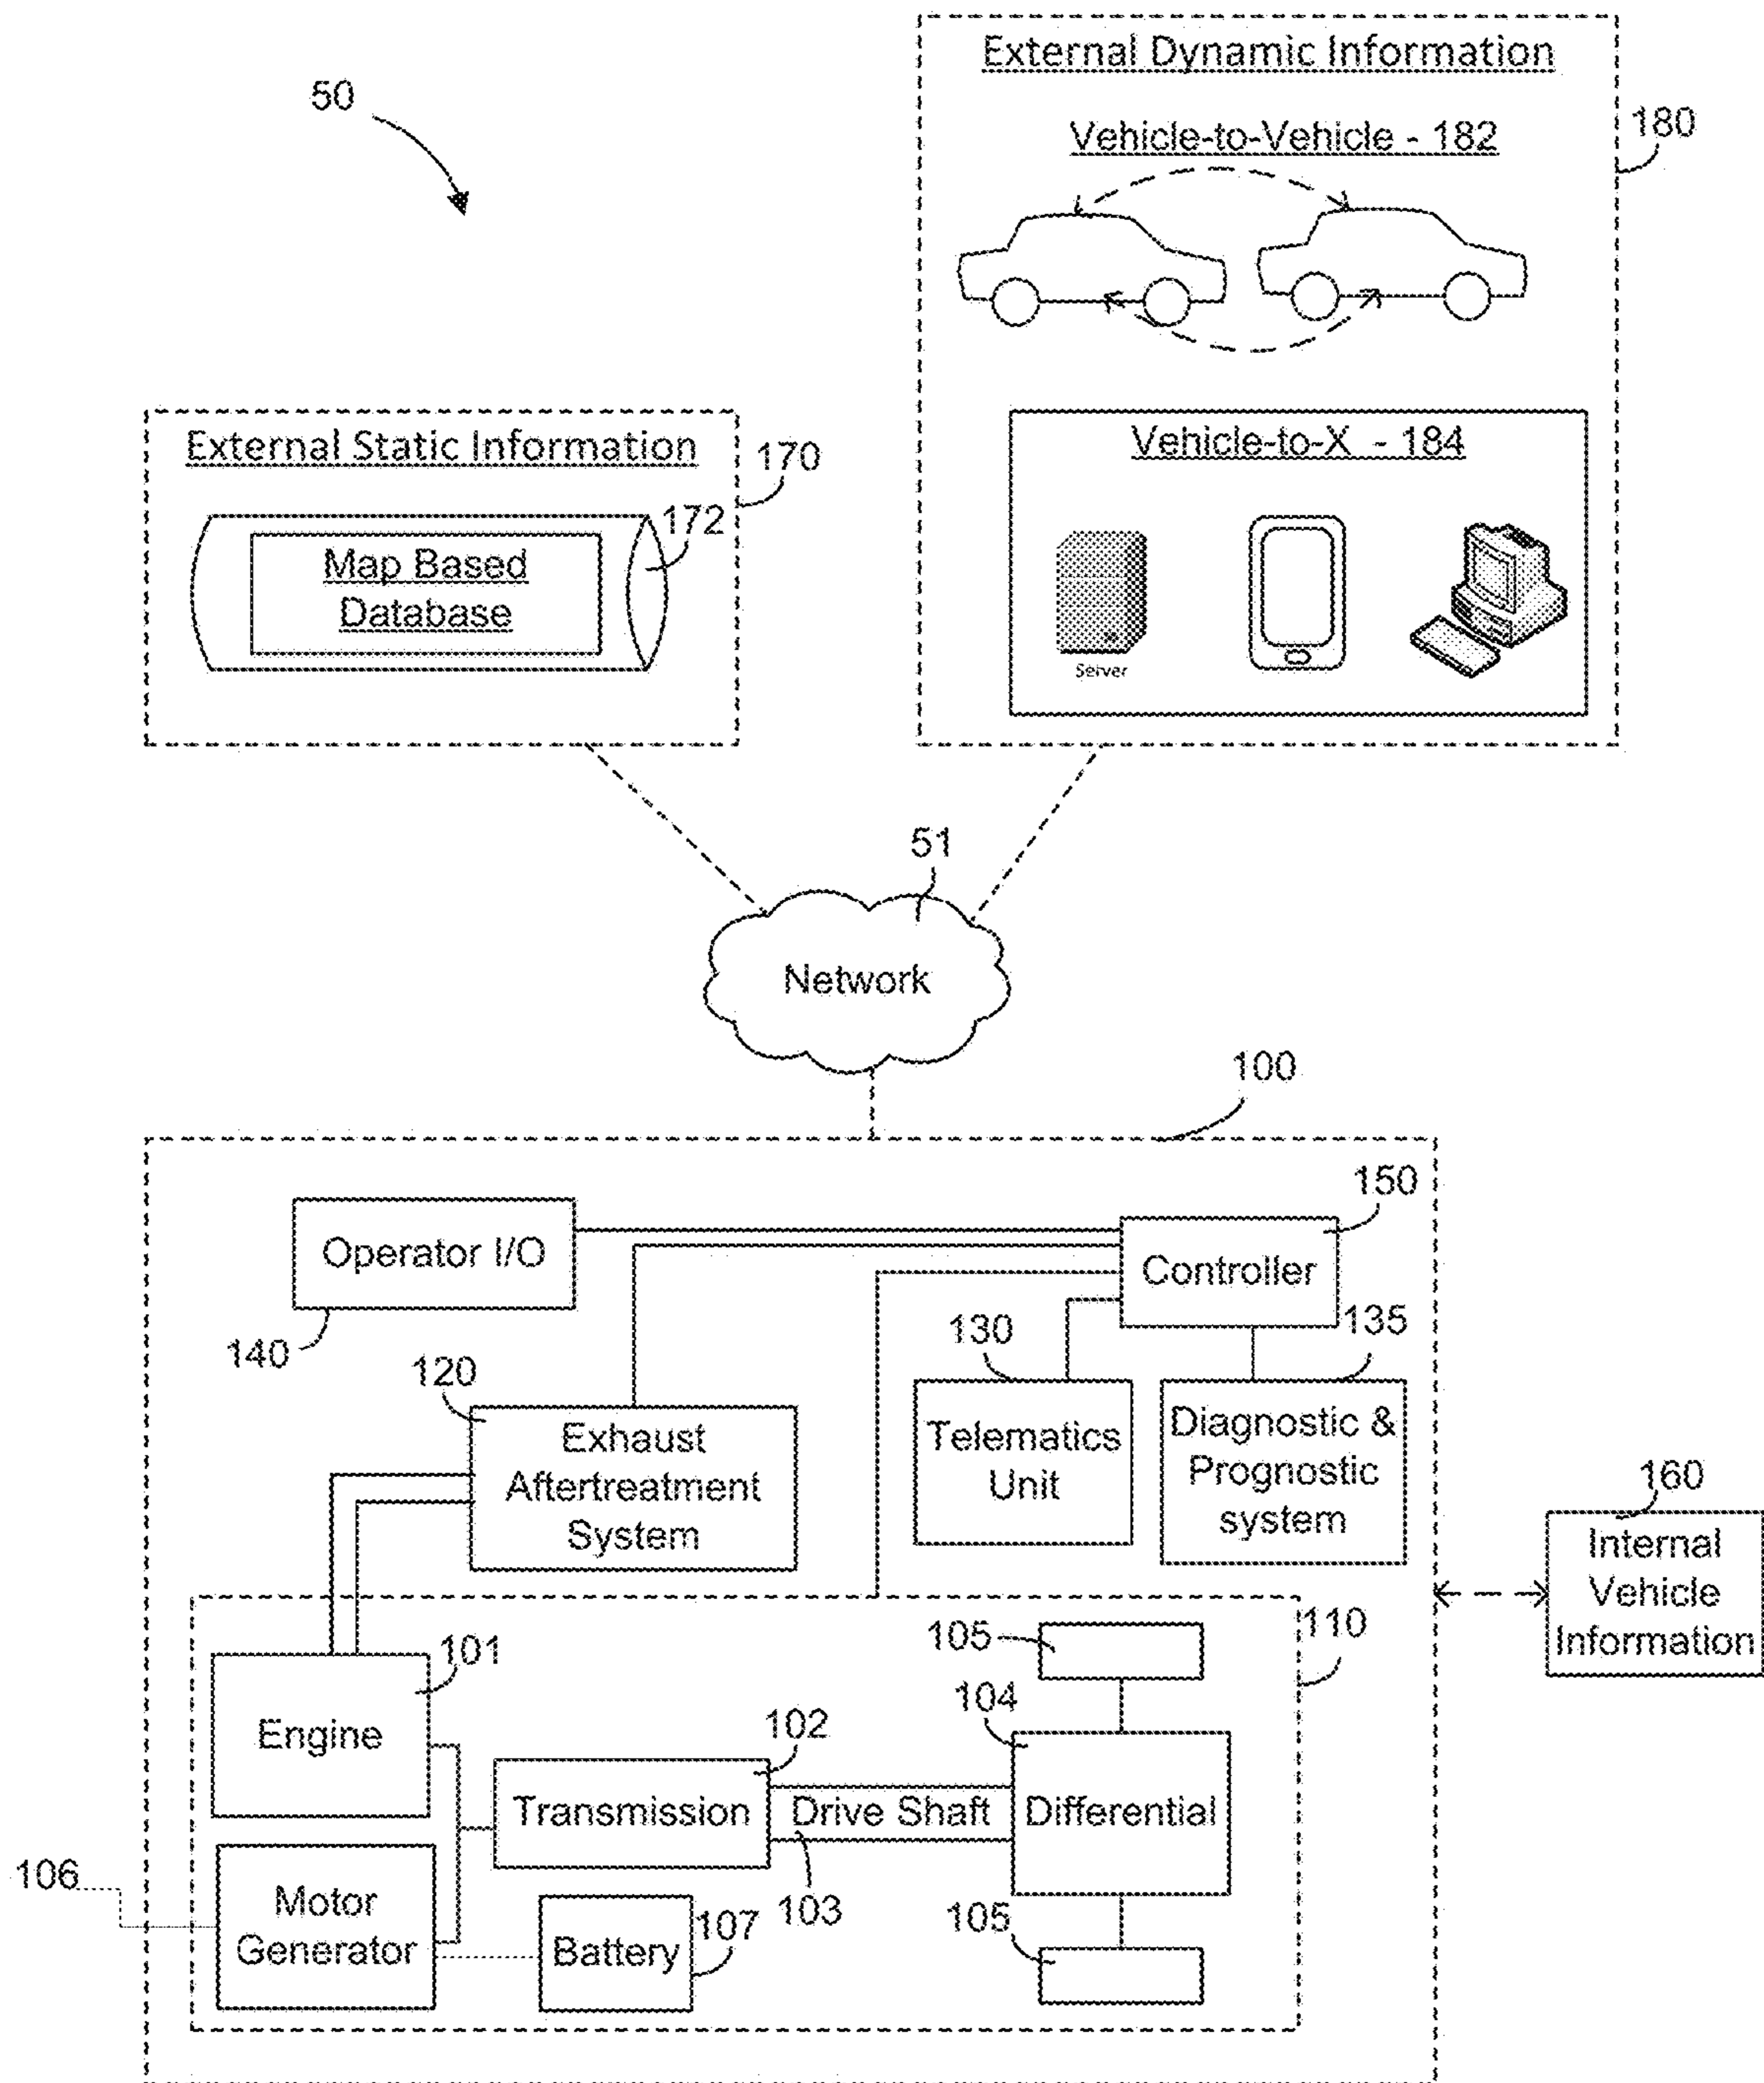 External Dynamic Information
50
180
Vehicle-to-Vehicle - 182
External Static Information
170
Vehicle-to-X - 184
172
Map Based
Database
Server
51
Network
100
150
Operator I/O
Controller
140
130
135
120
Exhaust
Aftertreatment
System
Telematics
Unit
Diagnostic &
Prognostic
system
160
Internal
Vehicle
Information
110
101
105
Engine
104
102
Transmission
Drive Shaft
Differential
106
103
Motor
Generator
107
Battery
105